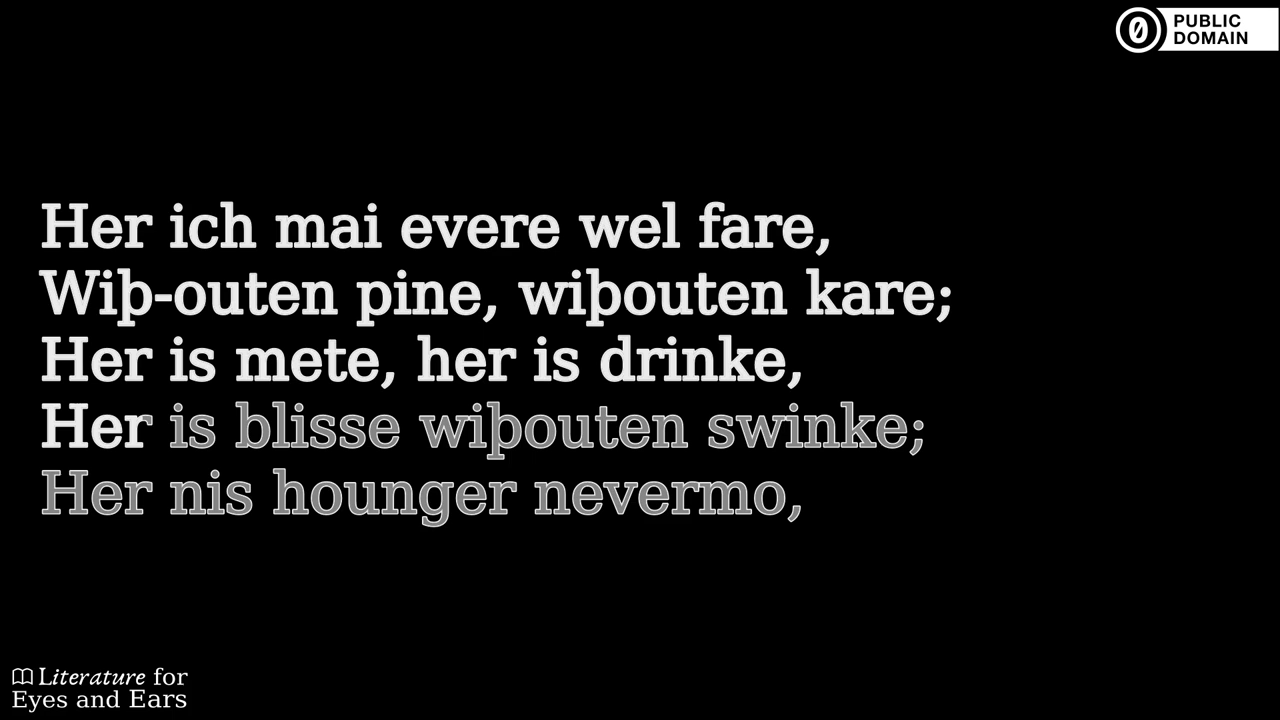 PUBLIC
DOMAIN
Her ich mai evere wel fare,
Wiþ-outen pine, wiþouten kare;
Her is mete, her is drinke,
Her is blisse wiþouten swinke;
Her nis hounger nevermo,
Literature for
Eyes and Ears